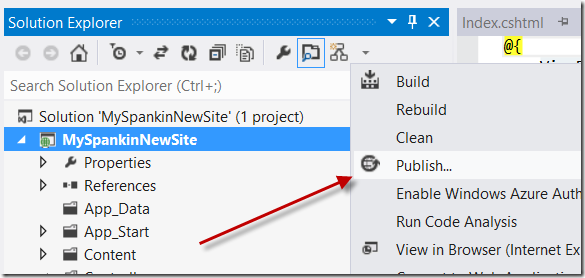 Solution Explorer
Index.cshtml
@{
Search Solution Explorer (Ctrl+;)
Solution 'MySpankinNewSite' (1 project)
MySpankinNewSite
Properties
References
App_Data
App_Start
Content
Build
Rebuild
Clean
Publish...
Enable Windows Azure Auth
Run Code Analysis
View in Browser (Internet Ex